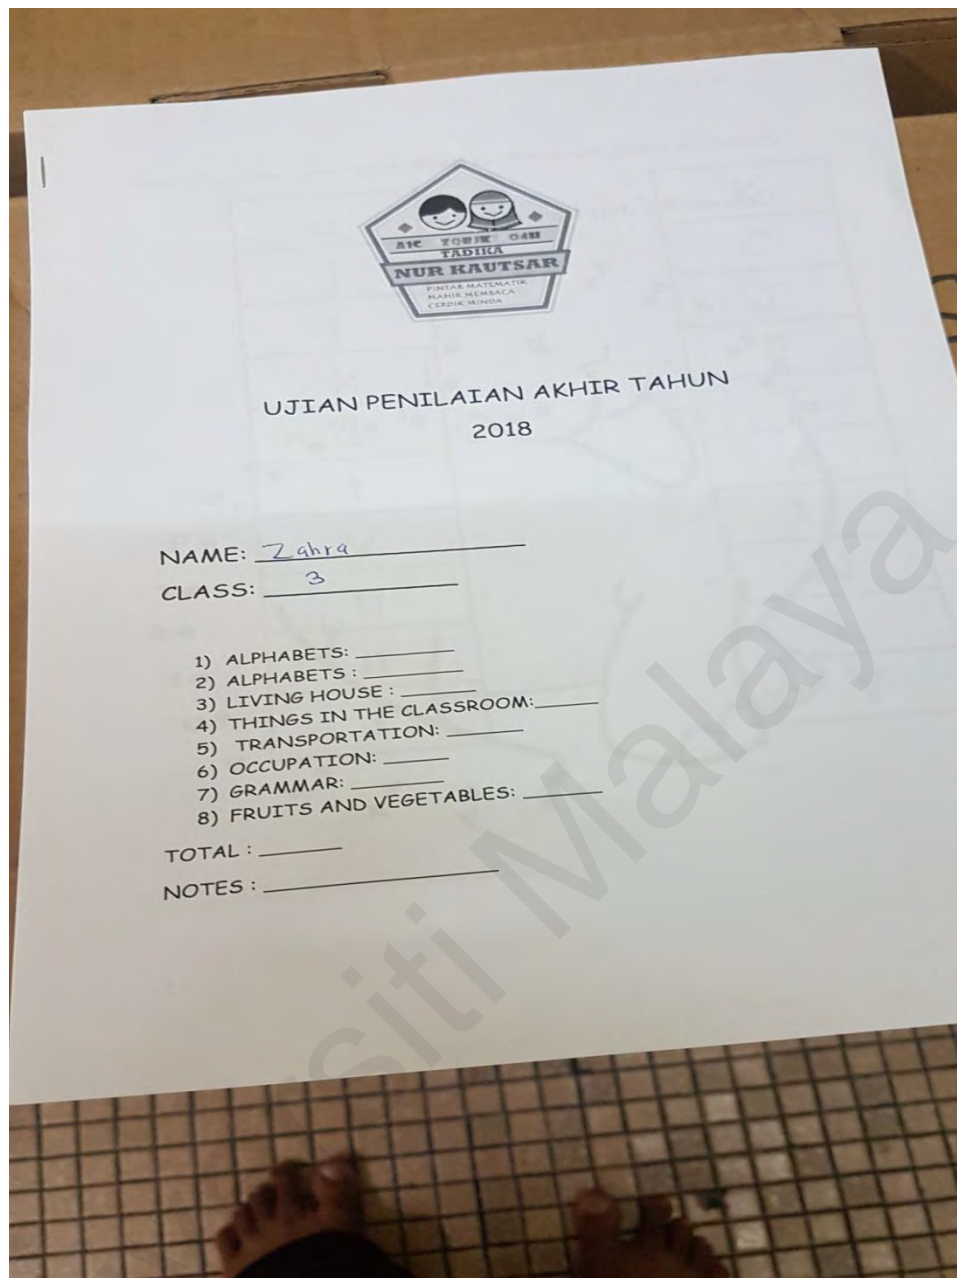 TADIKA
NUR KAUTSAR
PINTAR MATEMATIK
MAHIR MEMBACA
CERDIK MINDA
UJIAN PENILAIAN AKHIR TAHUN
2018
NAME: Zahra
CLASS: 3
1) ALPHABETS:
2) ALPHABETS :
3) LIVING HOUSE :
4) THINGS IN THE CLASSROOM:
5) TRANSPORTATION:
6) OCCUPATION:
7) GRAMMAR:
8) FRUITS AND VEGETABLES:
TOTAL :
NOTES :
siti Malaya